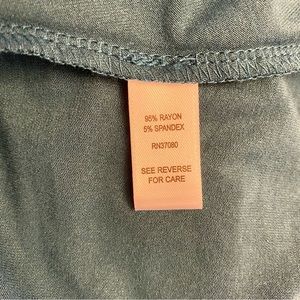 95% RAYON
5% SPANDEX
RN37080
SEE REVERSE
FOR CARE